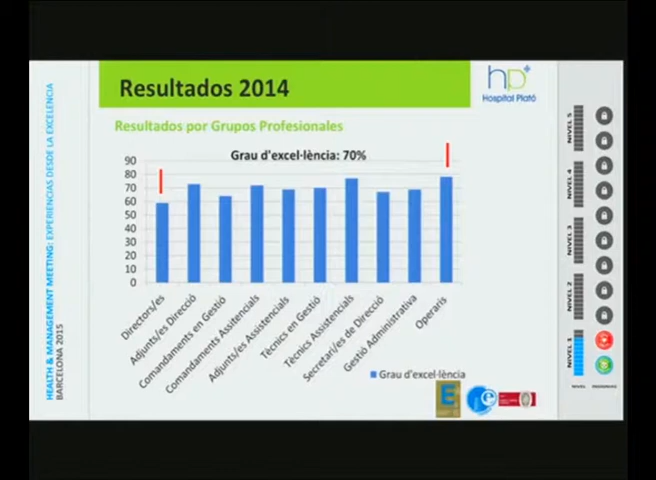 HEALTH & MANAGEMENT MEETING: EXPERIENCIAS DESDE LA EXCELENCIA
BARCELONA 2015
Resultados 2014
hp
Hospital Plató
Resultados por Grupos Profesionales
Grau d'excel·lència: 70%
90
80
70
60
50
40
30
20
10
0
Directors/es
Adjunts/es Direcció
Comandaments en Gestió
Comandaments Assitencials
Adjunts/es Assistencials
Tècnics en Gestió
Tècnics Assistencials
Secretari/es de Direcció
Gestió Administrativa
Operaris
Grau d'excel·lència
NIVEL 5
NIVEL 4
NIVEL 3
NIVEL 2
NIVEL 1